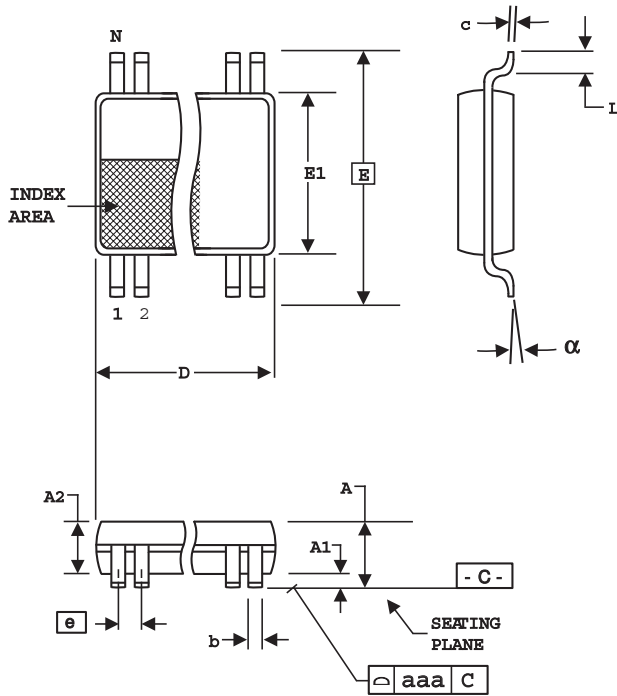 N
c
L
E1
E
INDEX
AREA
1 2
α
D
A2
A
A1
- C -
e
b
SEATING
PLANE
aaa C